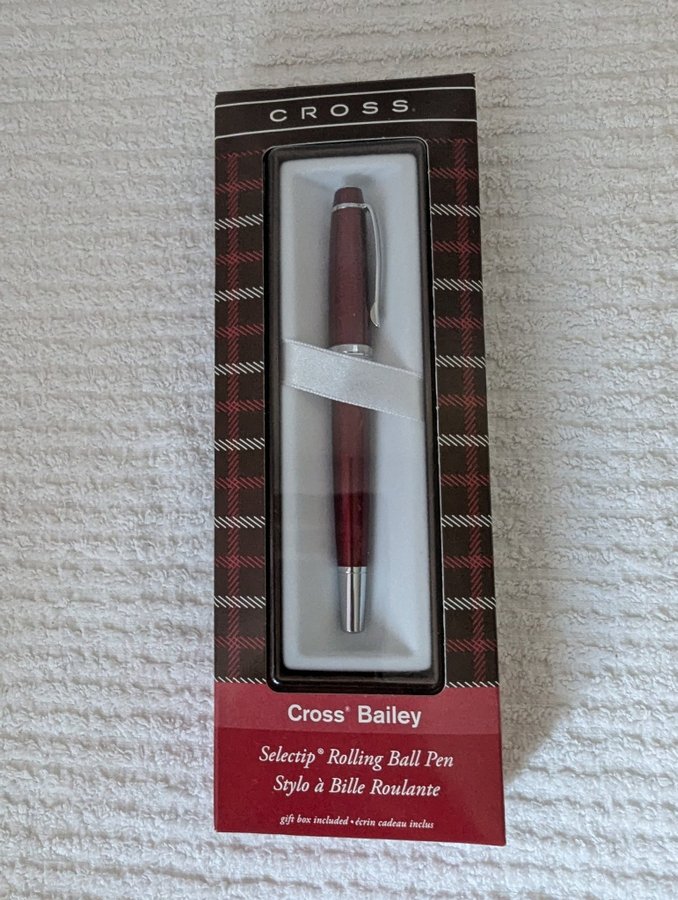 CROSS
Cross® Bailey
Selectip® Rolling Ball Pen
Stylo à Bille Roulante
gift box included • écrin cadeau inclus